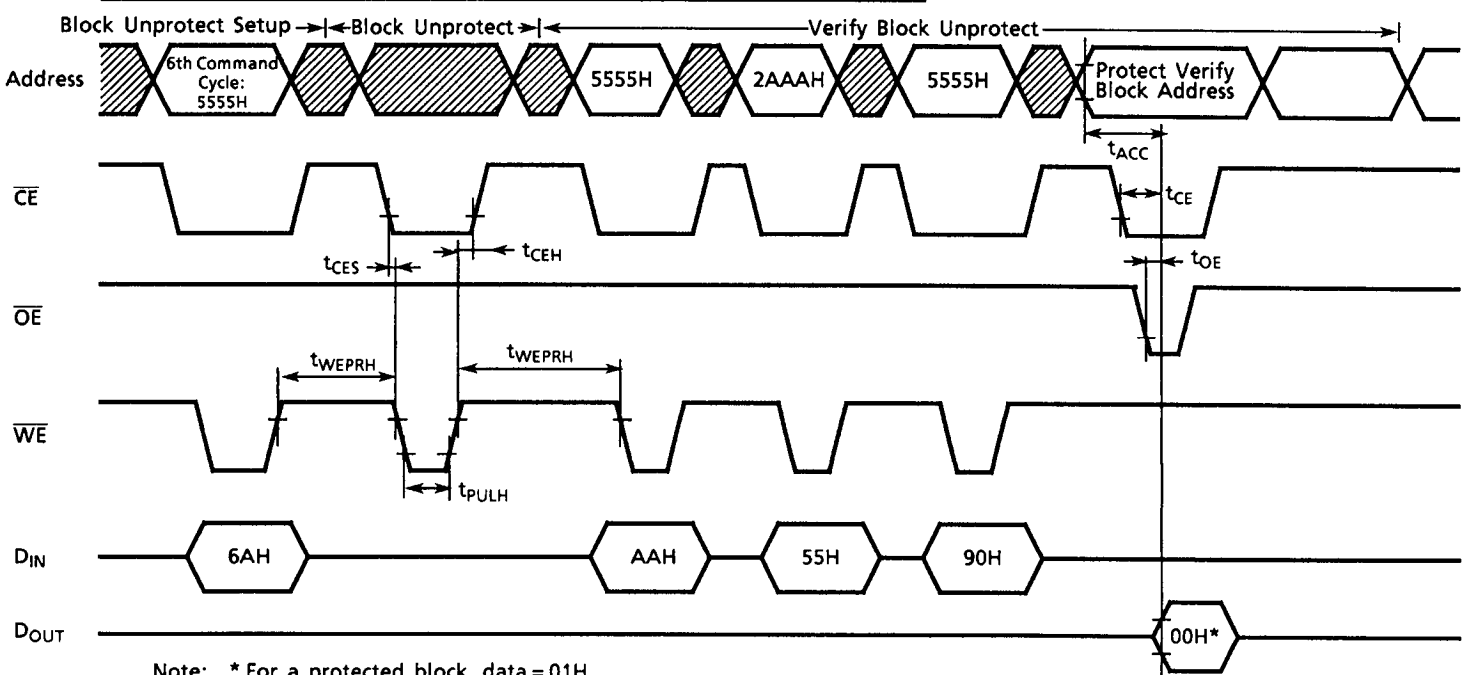 Block Unprotect Setup Block Unprotect Verify Block Unprotect
Address
6th Command
Cycle:
5555H
5555H
2AAAH
5555H
Protect Verify
Block Address
tACC
CE
tCE
tCES
tCEH
tOE
OE
tWEPRH
tWEPRH
WE
tPULH
DIN
6AH
AAH
55H
90H
DOUT
00H*
Note: * For a protected block, data = 01H